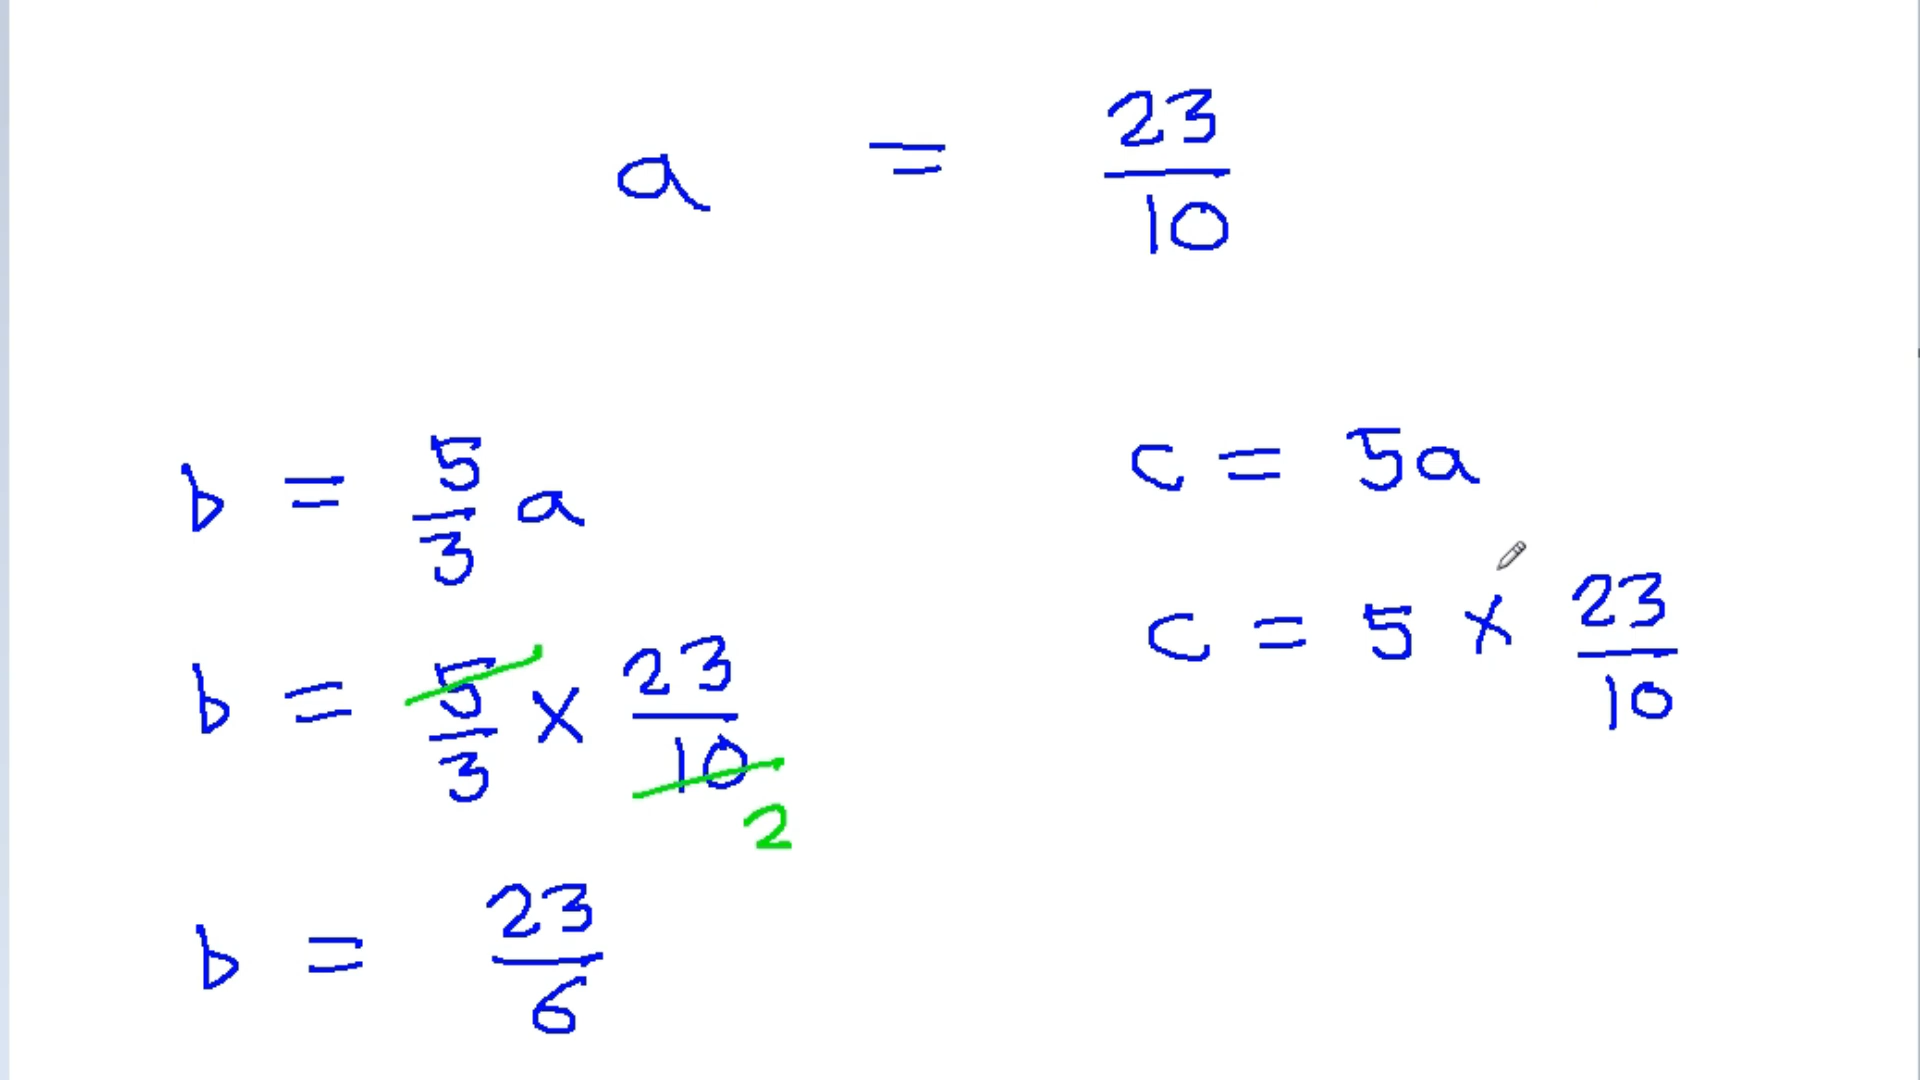 a = 23/10
b = 5/3 a
b = 5/3 × 23/10 2
b = 23/6
c = 5a
c = 5 × 23/10